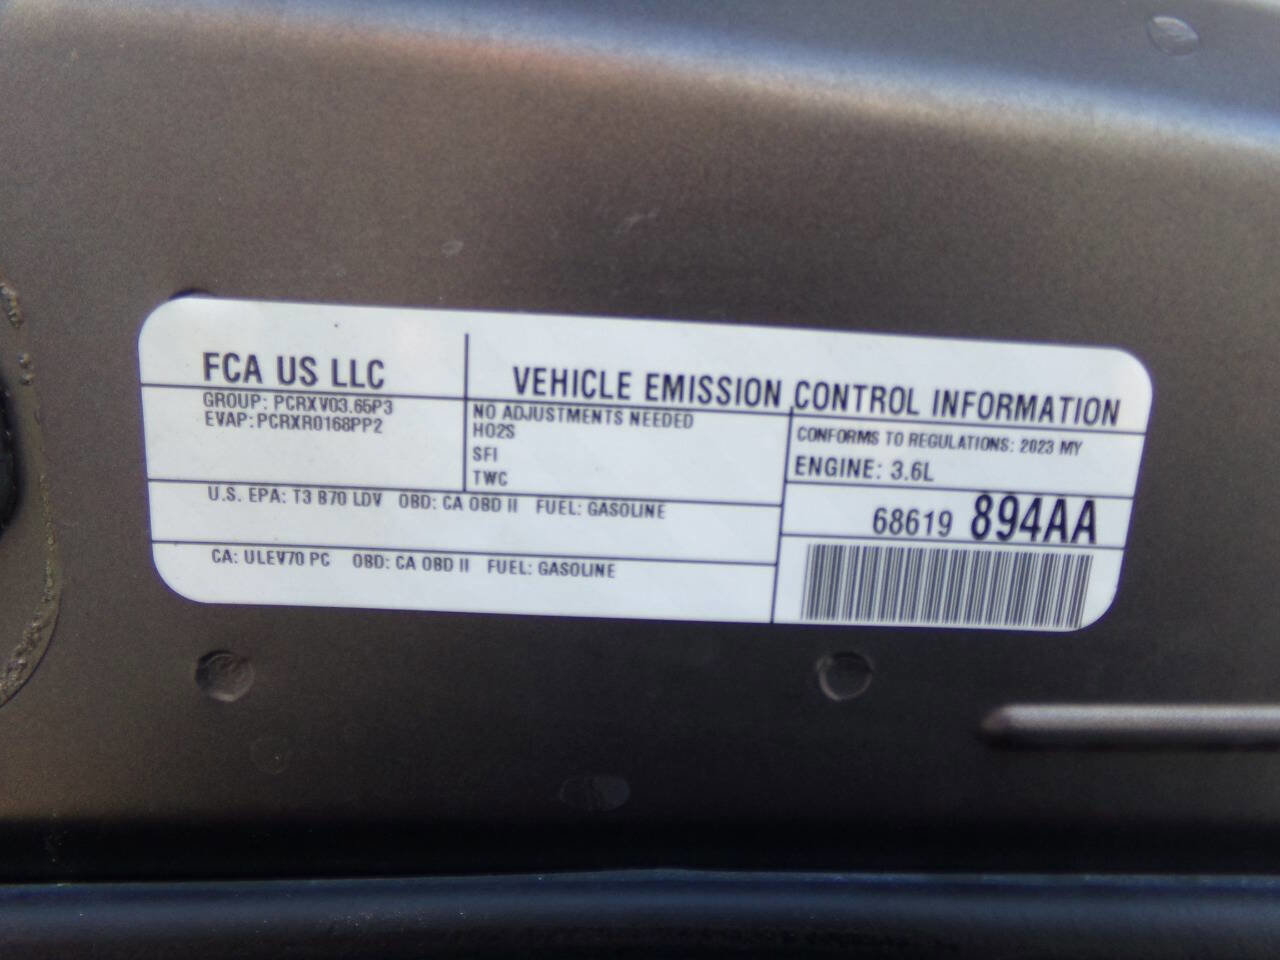 FCA US LLC
VEHICLE EMISSION CONTROL INFORMATION
GROUP: PCRXV03.65P3
EVAP: PCRXR0168PP2
NO ADJUSTMENTS NEEDED
HO2S
SFI
TWC
CONFORMS TO REGULATIONS: 2023 MY
ENGINE: 3.6L
U.S. EPA: T3 B70 LDV OBD: CA OBD II FUEL: GASOLINE
68619 894AA
CA: ULEV70 PC OBD: CA OBD II FUEL: GASOLINE